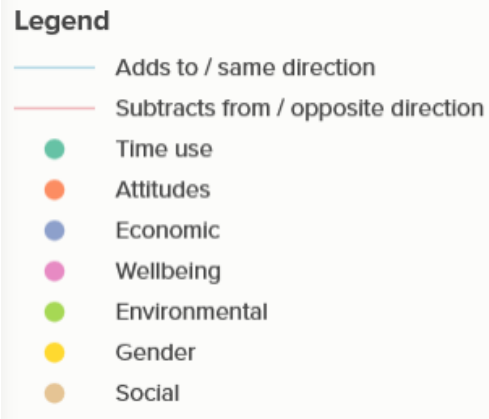 Legend
Adds to / same direction
Subtracts from / opposite direction
Time use
Attitudes
Economic
Wellbeing
Environmental
Gender
Social